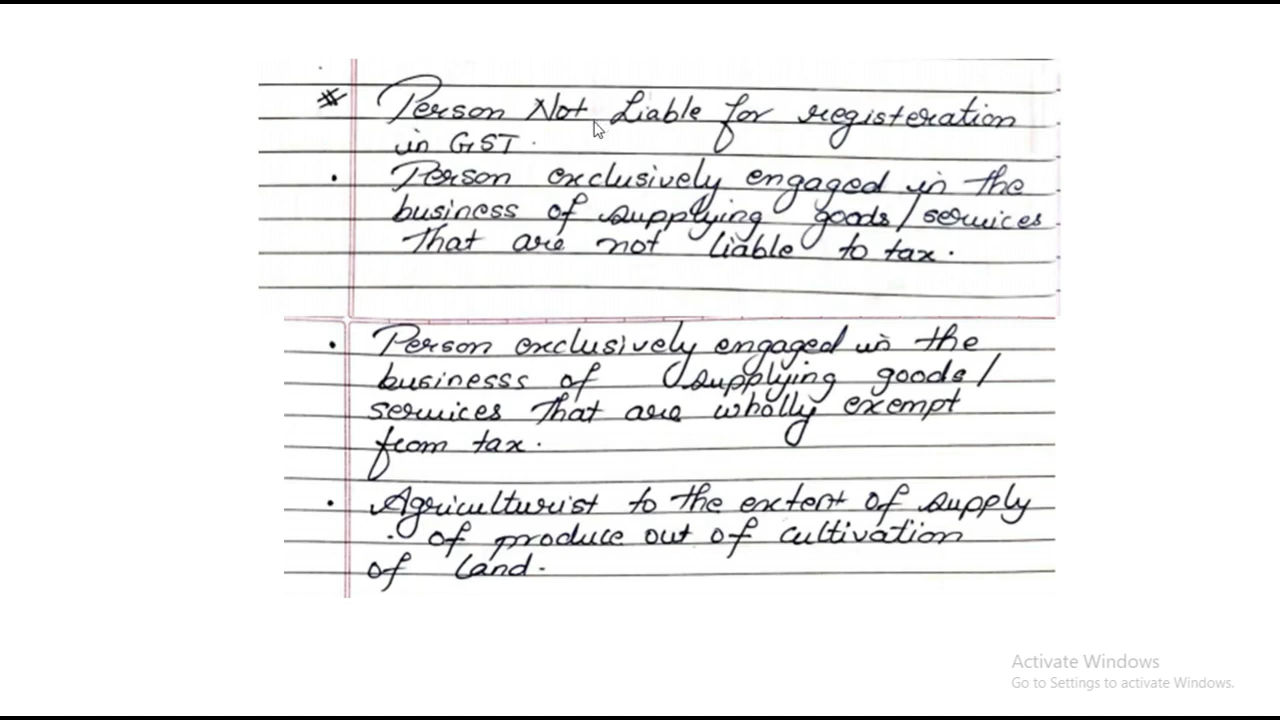 * Person Not Liable for registeration
in GST.
• Person exclusively engaged in the
business of supplying goods/services
That are not liable to tax.
• Person exclusively engaged in the
businesss of supplying goods/
services That are wholly exempt
from tax.
• Agriculturist to the extent of supply
of produce out of cultivation
of land.
Activate Windows
Go to Settings to activate Windows.